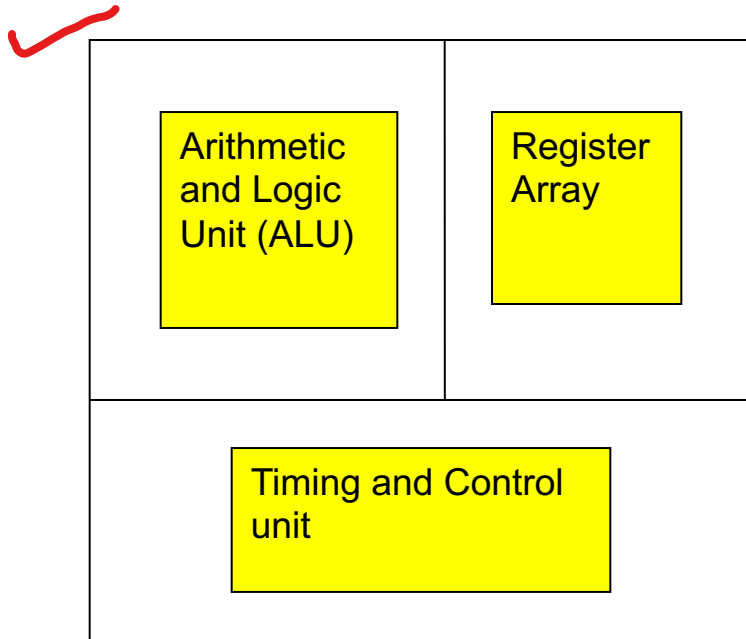 Arithmetic
and Logic
Unit (ALU)
Register
Array
Timing and Control
unit